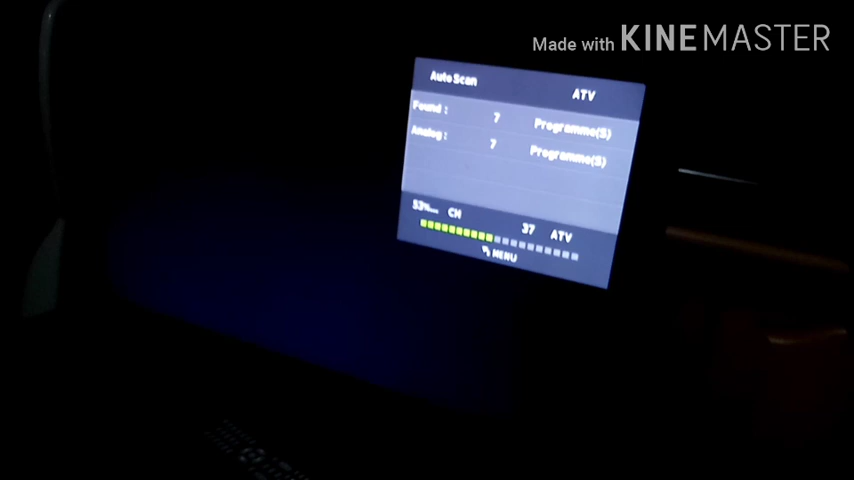 Made with KINEMASTER
Auto Scan ATV
Found : 7 Programme(S)
Analog : 7 Programme(S)
53%... CH 37 ATV
MENU